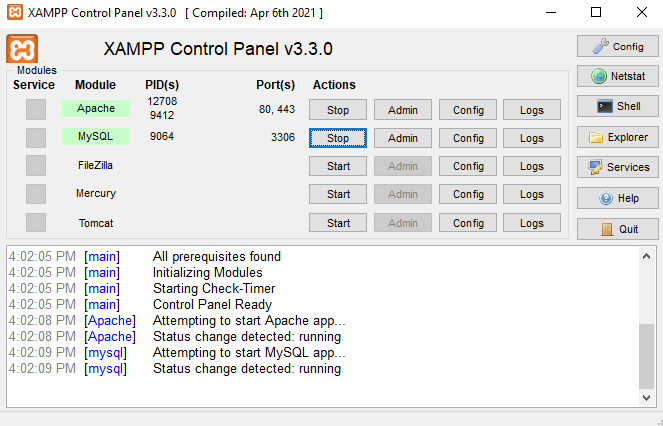 XAMPP Control Panel v3.3.0 [ Compiled: Apr 6th 2021 ]
XAMPP Control Panel v3.3.0
Config
Modules
Service Module PID(s) Port(s) Actions
Netstat
Apache 12708 9412 80, 443 Stop Admin Config Logs
Shell
MySQL 9064 3306 Stop Admin Config Logs
Explorer
FileZilla Start Admin Config Logs
Services
Mercury Start Admin Config Logs
Help
Tomcat Start Admin Config Logs
Quit
4:02:05 PM [main] All prerequisites found
4:02:05 PM [main] Initializing Modules
4:02:05 PM [main] Starting Check-Timer
4:02:05 PM [main] Control Panel Ready
4:02:08 PM [Apache] Attempting to start Apache app...
4:02:08 PM [Apache] Status change detected: running
4:02:09 PM [mysql] Attempting to start MySQL app...
4:02:09 PM [mysql] Status change detected: running